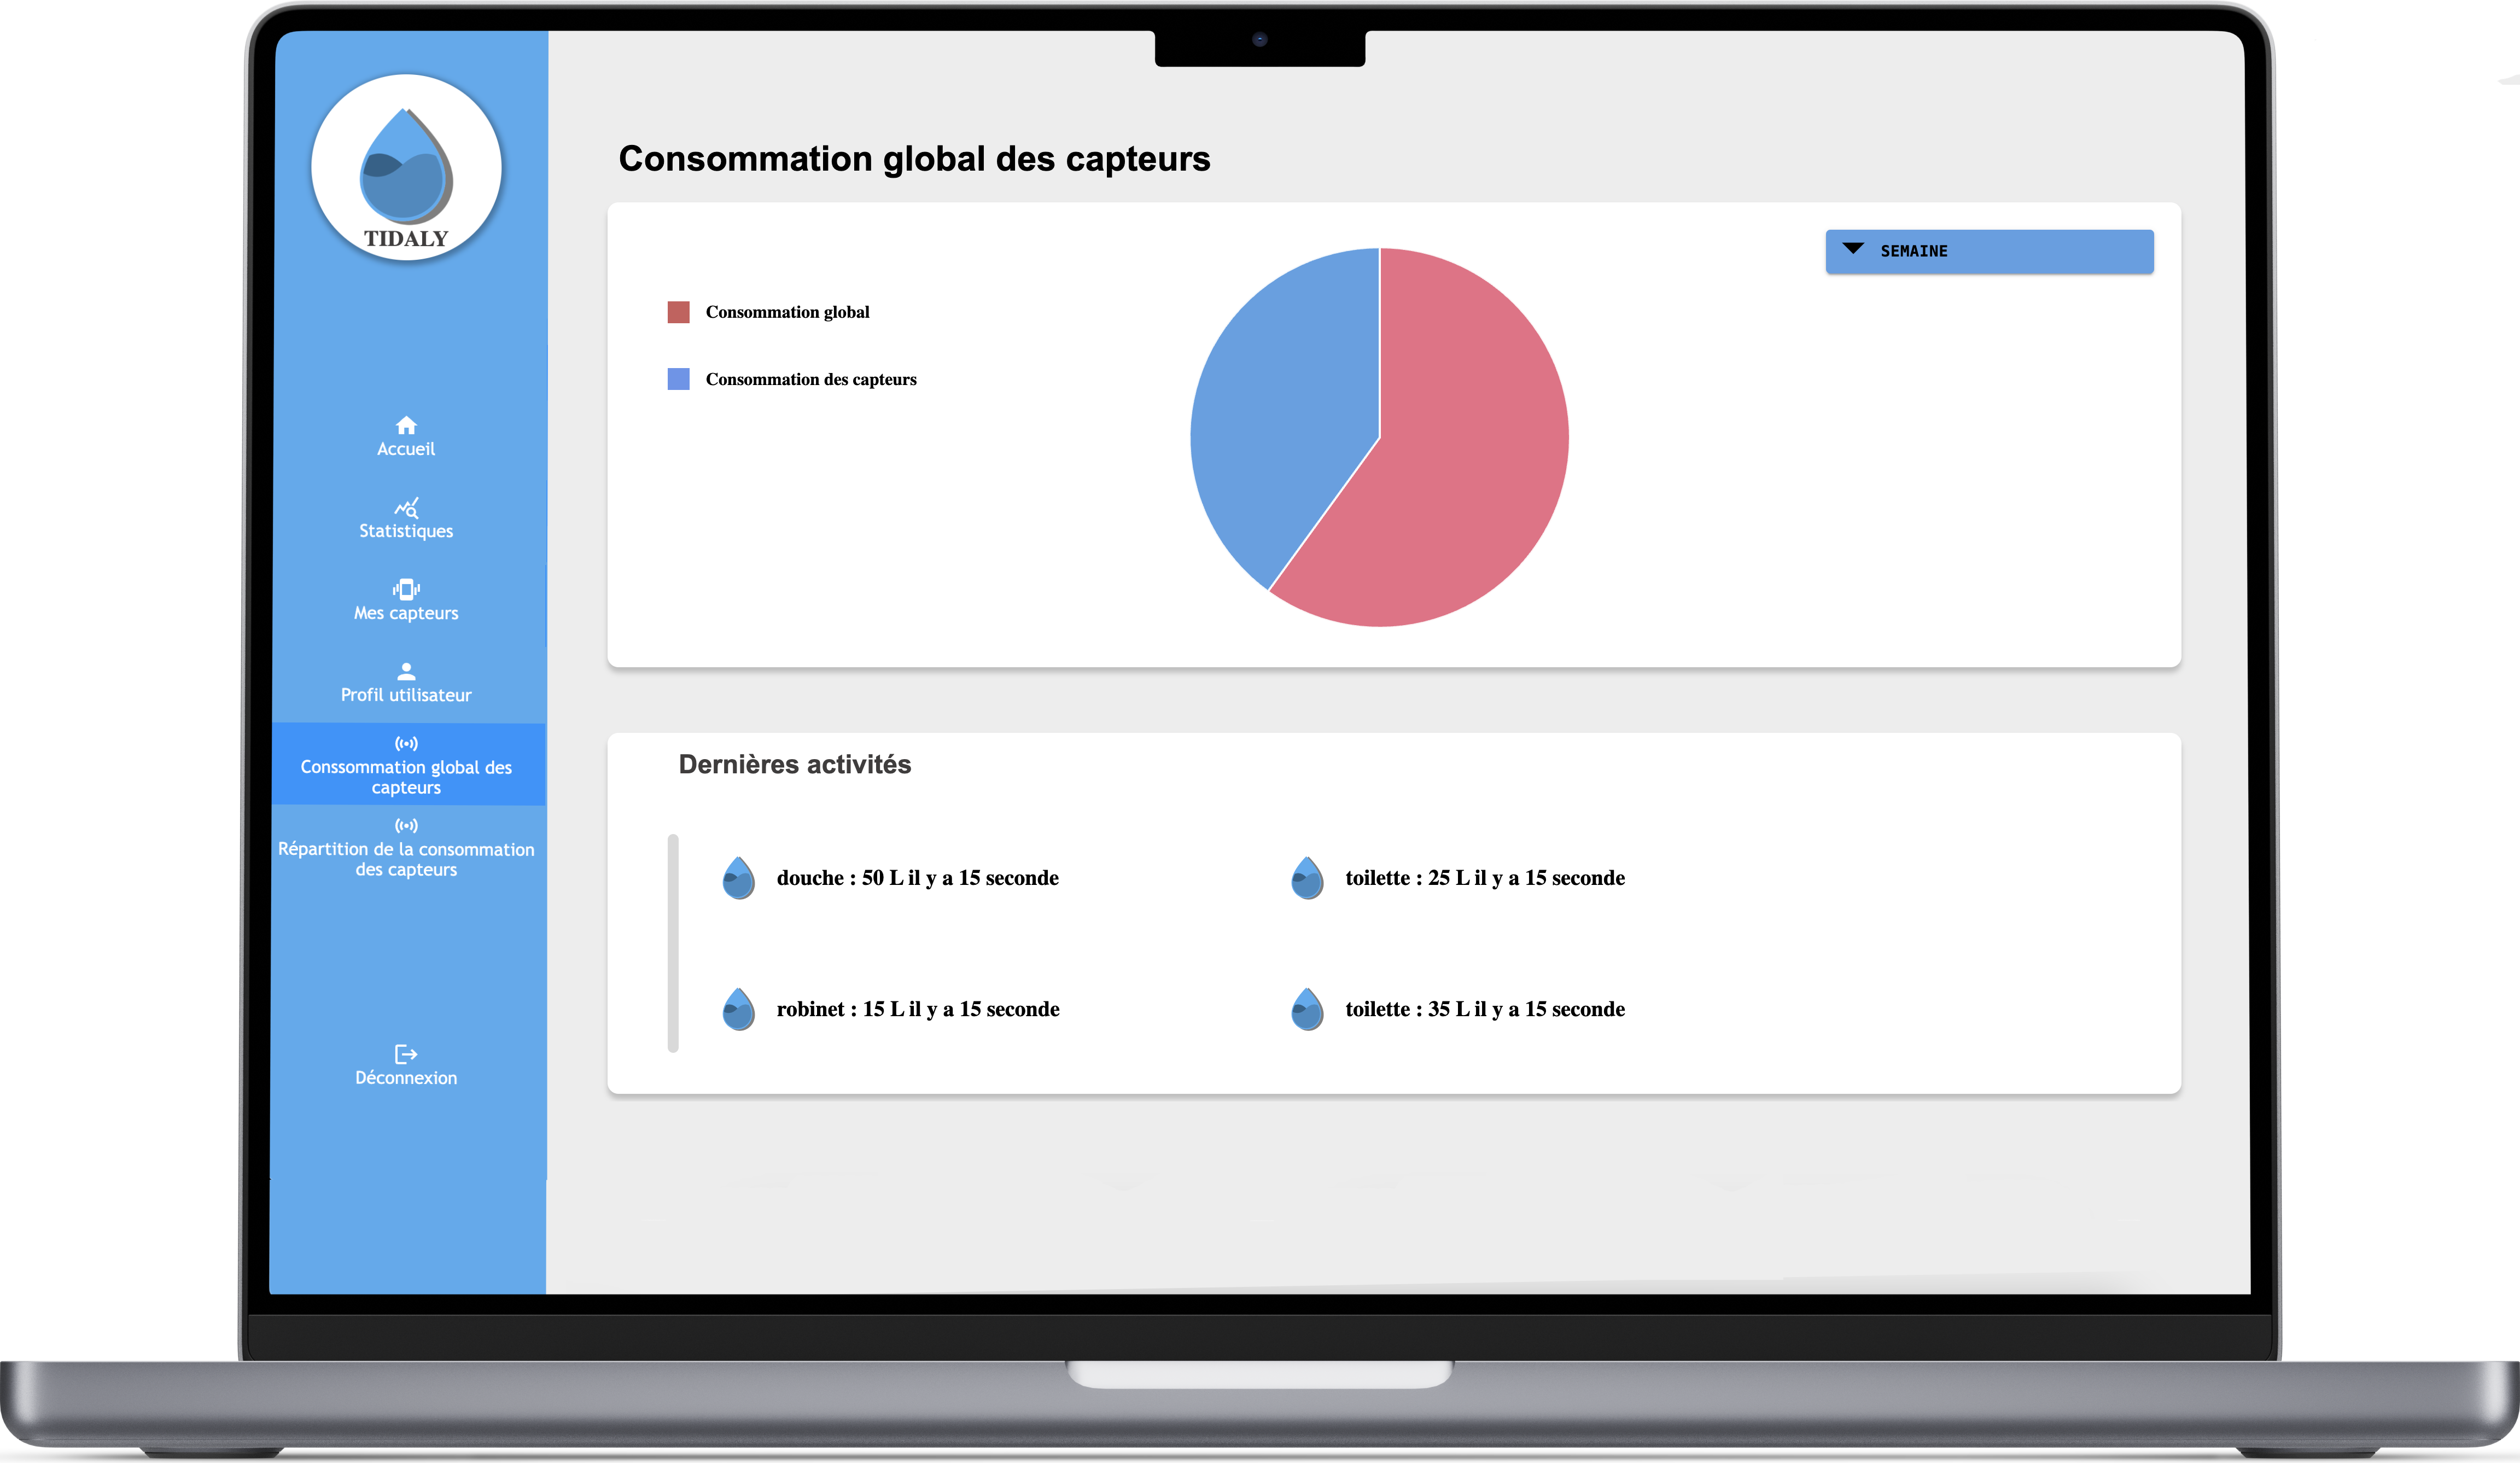 TIDALY
Accueil
Statistiques
Mes capteurs
Profil utilisateur
Conssommation global des
capteurs
Répartition de la consommation
des capteurs
Déconnexion
Consommation global des capteurs
SEMAINE
Consommation global
Consommation des capteurs
Dernières activités
douche : 50 L il y a 15 seconde
toilette : 25 L il y a 15 seconde
robinet : 15 L il y a 15 seconde
toilette : 35 L il y a 15 seconde